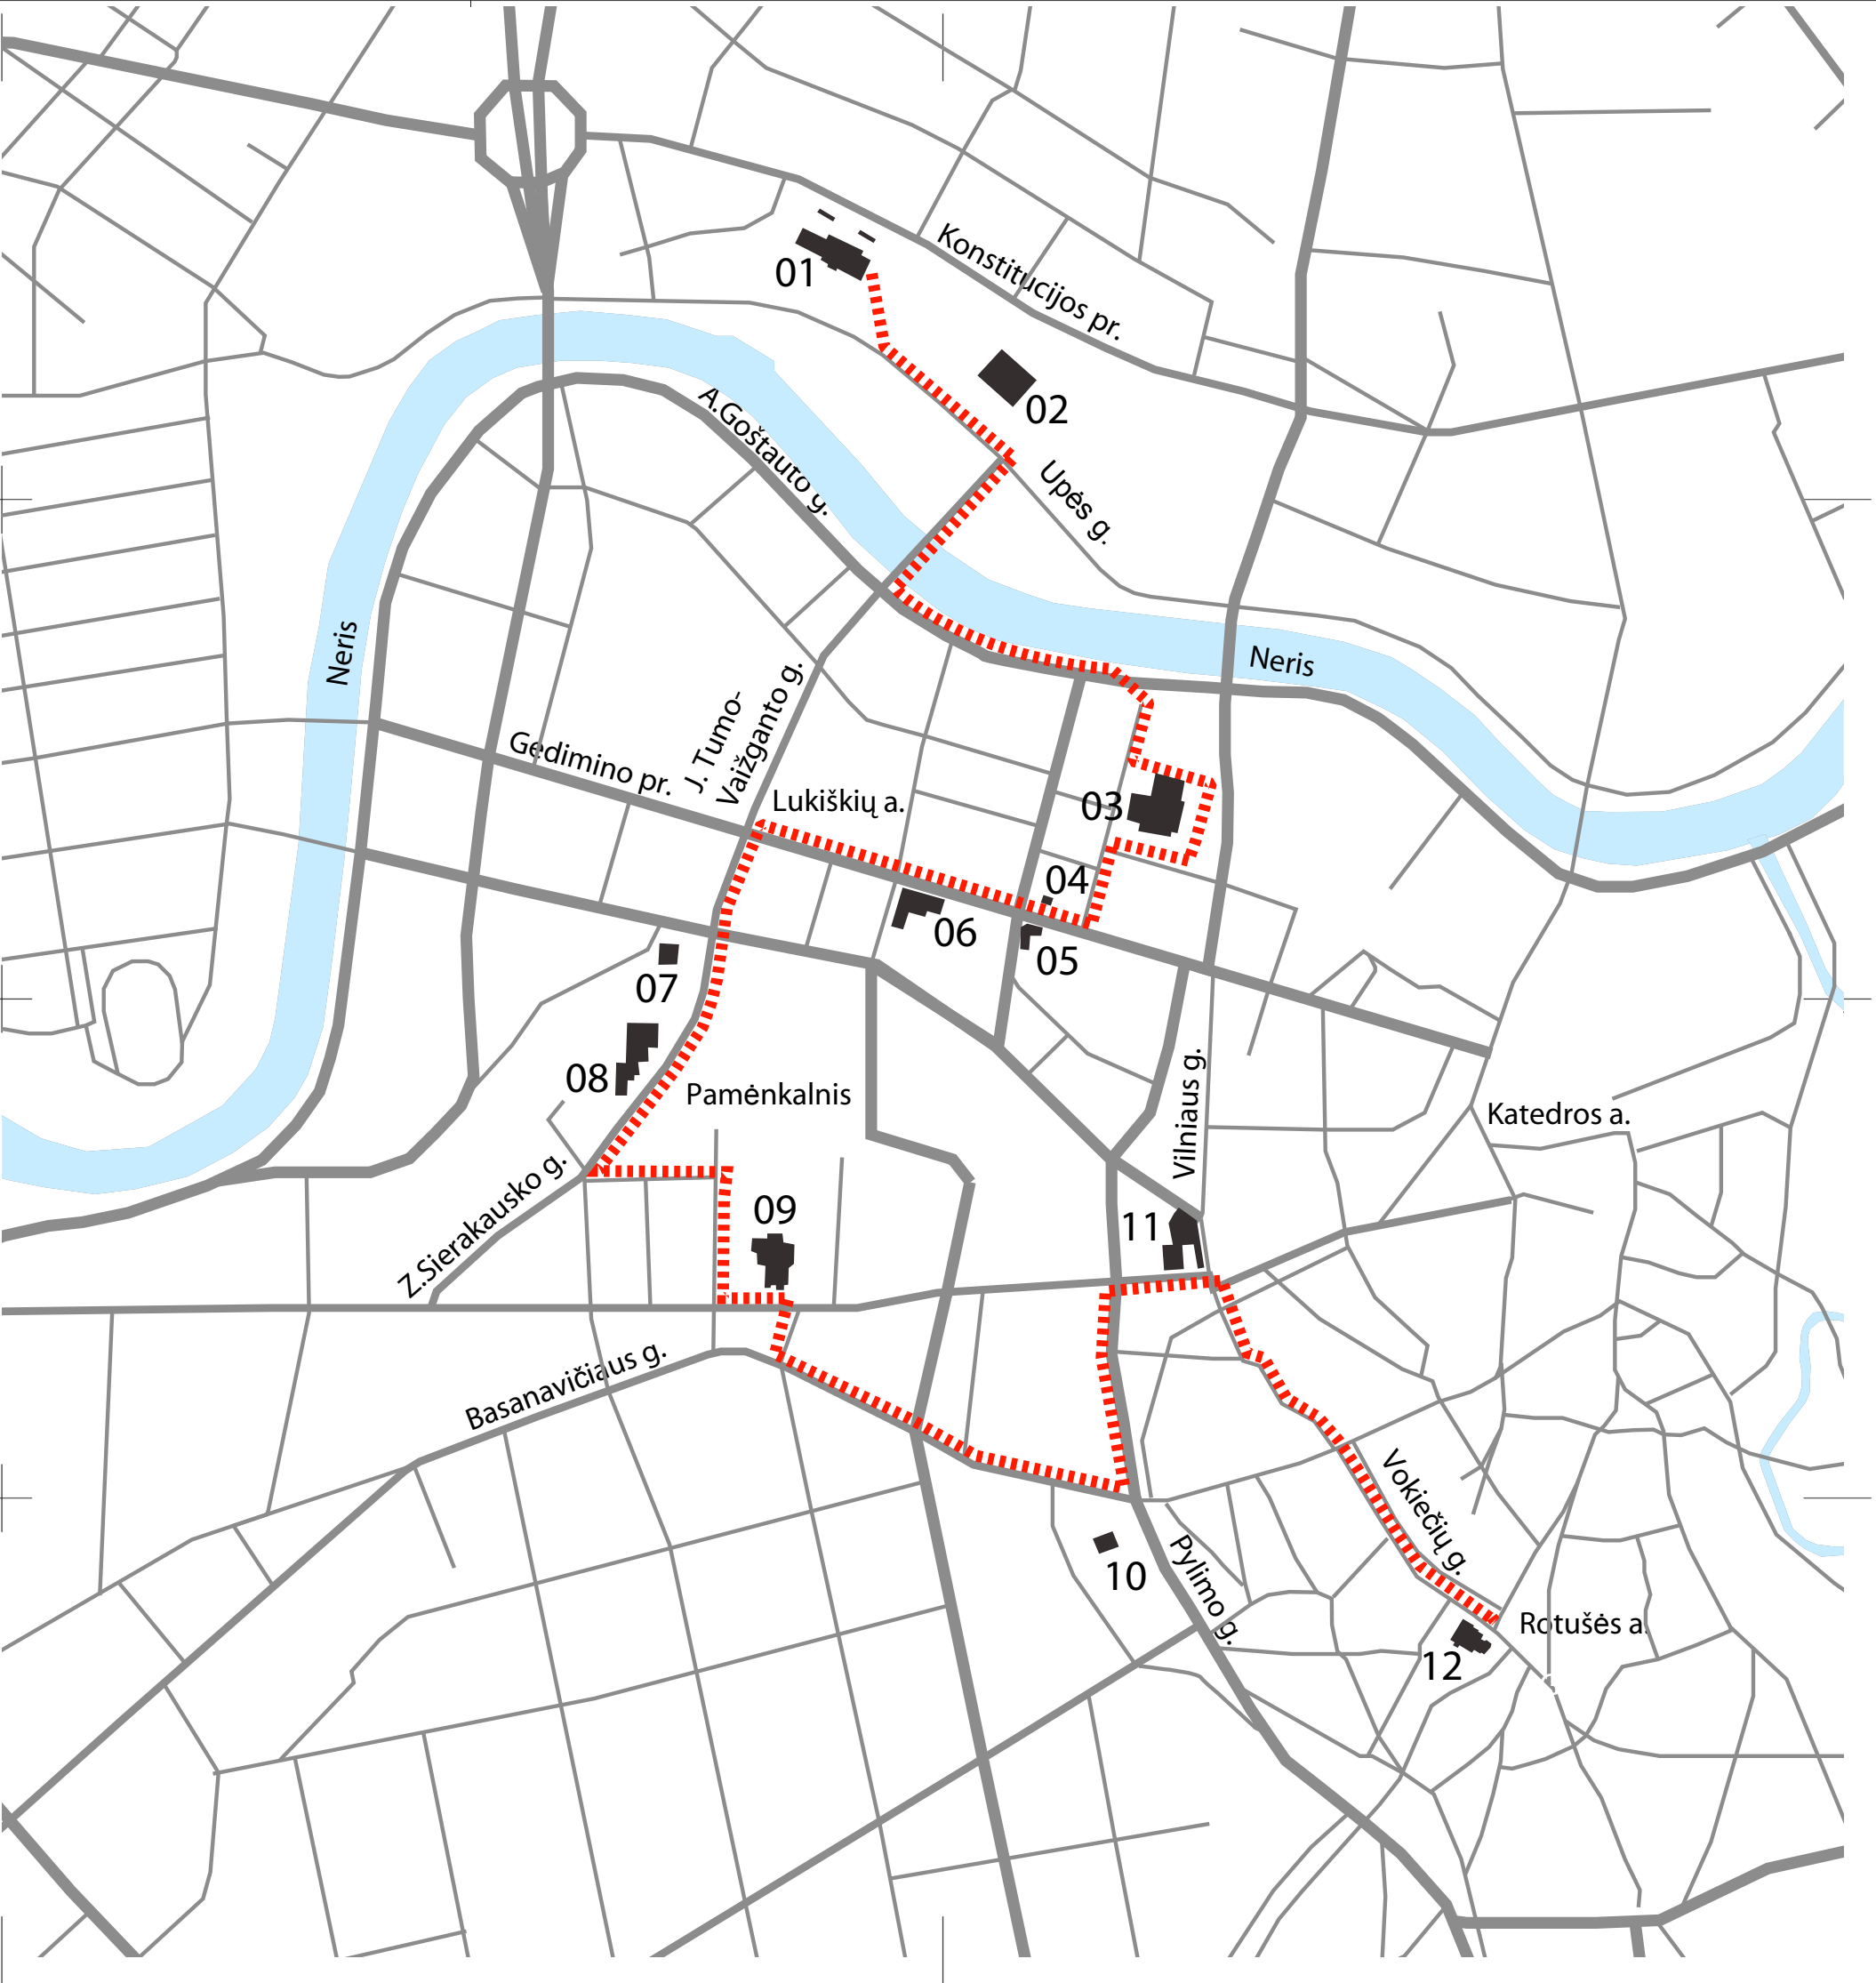 Konstitucijos pr.
01
02
A.Goštauto g.
Upės g.
Neris
Neris
J. Tumo-
Vaižganto g.
Gedimino pr.
Lukiškių a.
03
04
06
05
07
08
Pamėnkalnis
Vilniaus g.
Katedros a.
Z.Sierakausko g.
09
11
Basanavičiaus g.
Vokiečių g.
10
Pylimo g.
Rotušės a.
12